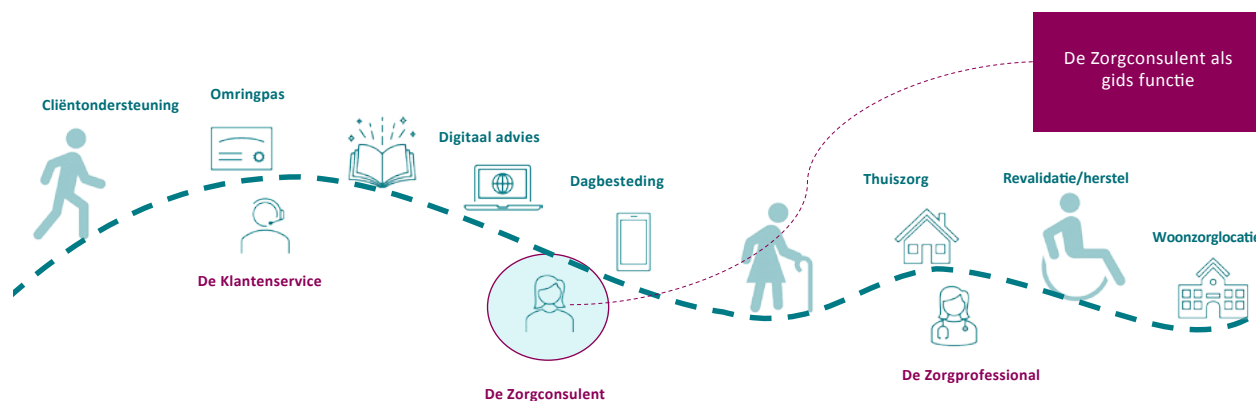 De Zorgconsulent als
gids functie
Cliëntondersteuning
Omringpas
Digitaal advies
Dagbesteding
Thuiszorg
Revalidatie/herstel
Woonzorglocatie
De Klantenservice
De Zorgconsulent
De Zorgprofessional